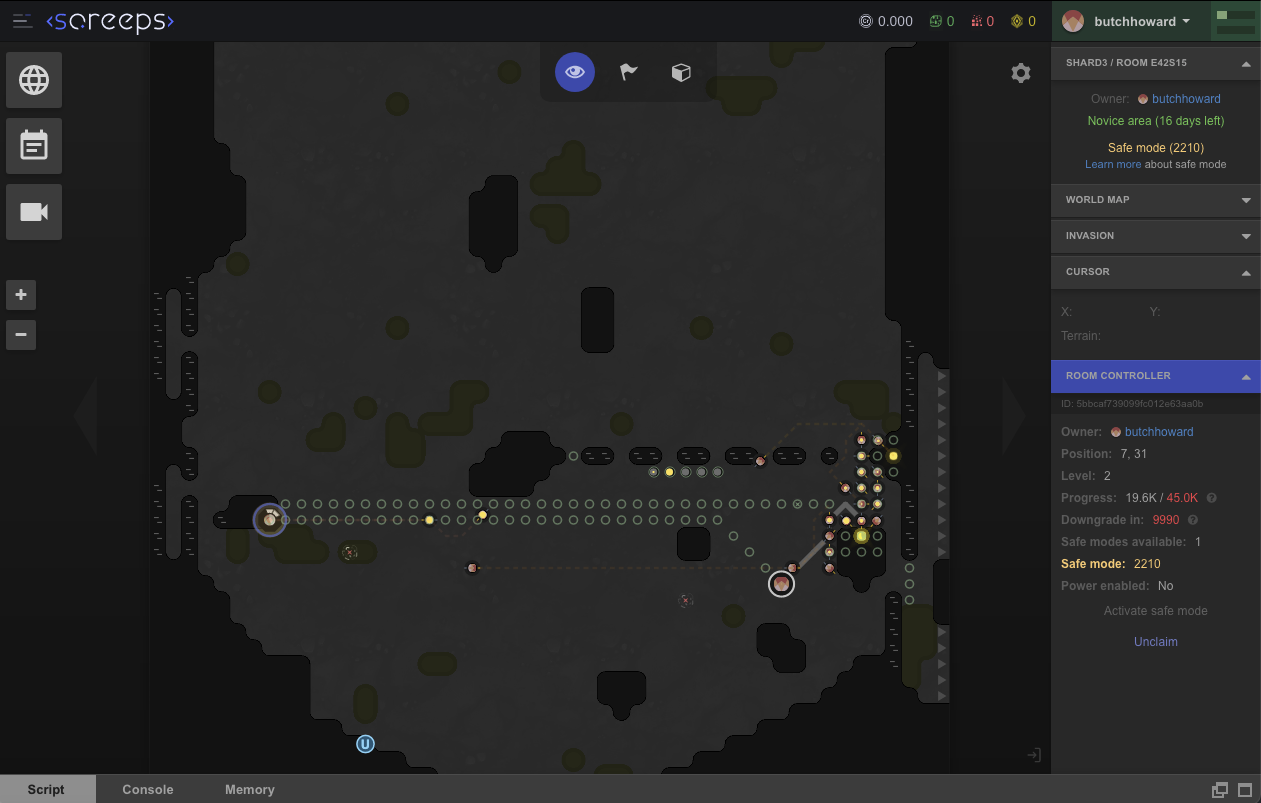 screeps
0.000
0
0
0
butchhoward
SHARD3 / ROOM E42S15
Owner: butchhoward
Novice area (16 days left)
Safe mode (2210)
Learn more about safe mode
WORLD MAP
INVASION
CURSOR
X: Y:
Terrain:
ROOM CONTROLLER
ID: 5bbcaf739099fc012e63aa0b
Owner: butchhoward
Position: 7, 31
Level: 2
Progress: 19.6K / 45.0K ?
Downgrade in: 9990 ?
Safe modes available: 1
Safe mode: 2210
Power enabled: No
Activate safe mode
Unclaim
U
Script Console Memory